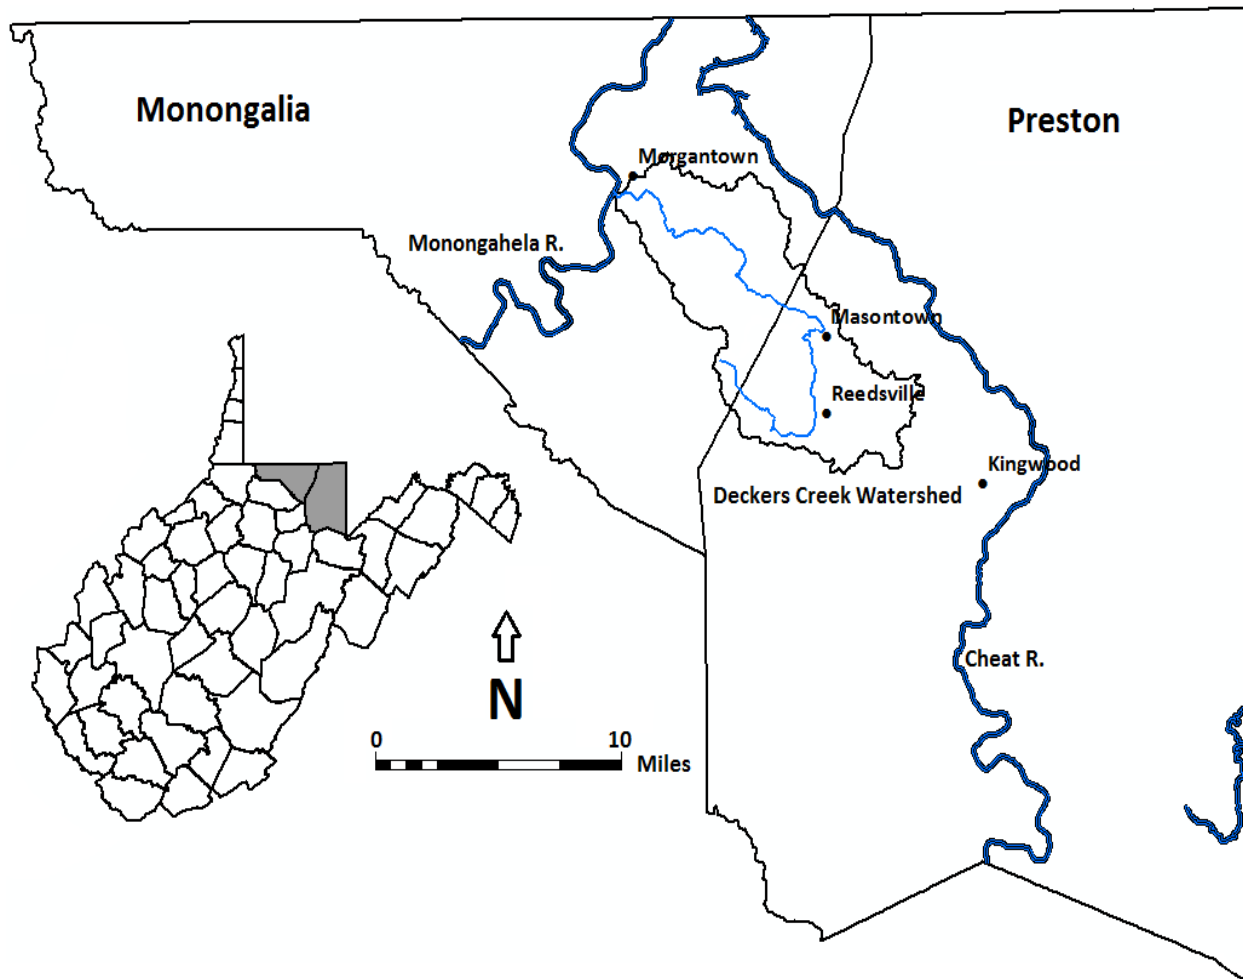 Monongalia
Preston
Morgantown
Monongahela R.
Masontown
Reedsville
Kingwood
Deckers Creek Watershed
Cheat R.
N
0 10
Miles